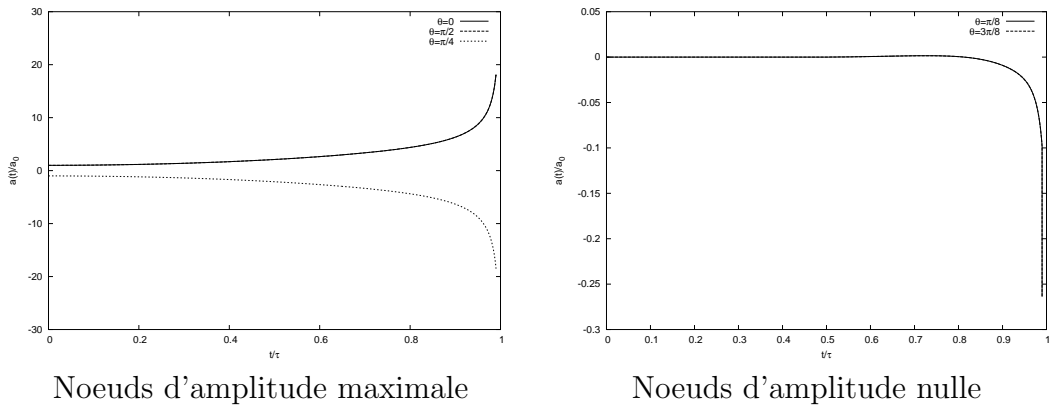 30
20
10
0
-10
-20
-30
0
0.2
0.4
0.6
0.8
1
a(t)/a0
t/τ
θ=0
θ=π/2
θ=π/4
Noeuds d'amplitude maximale
0.05
0
-0.05
-0.1
-0.15
-0.2
-0.25
-0.3
0
0.1
0.2
0.3
0.4
0.5
0.6
0.7
0.8
0.9
1
a(t)/a0
t/τ
θ=π/8
θ=3π/8
Noeuds d'amplitude nulle